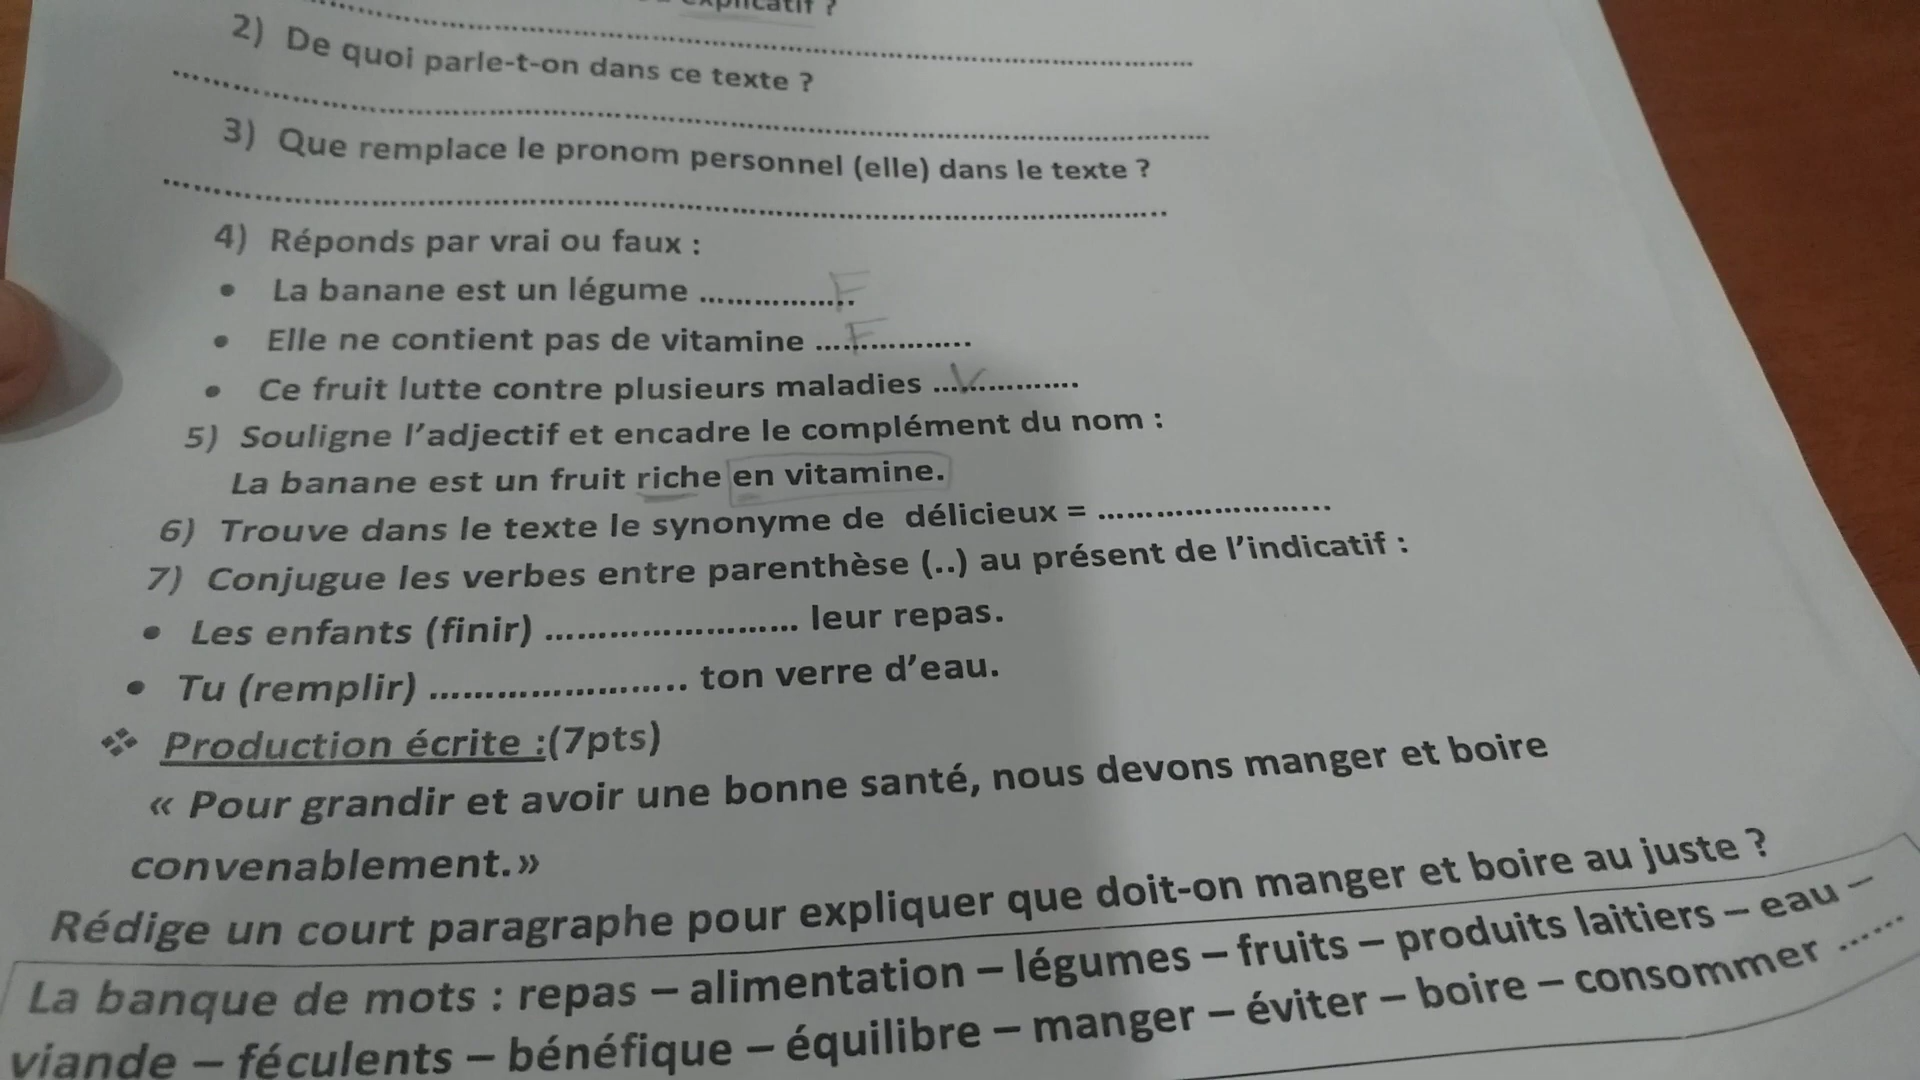 explicatif ?
2) De quoi parle-t-on dans ce texte ?
3) Que remplace le pronom personnel (elle) dans le texte ?
4) Réponds par vrai ou faux :
• La banane est un légume ................. F
• Elle ne contient pas de vitamine ................. F
• Ce fruit lutte contre plusieurs maladies ................ V
5) Souligne l'adjectif et encadre le complément du nom :
La banane est un fruit riche en vitamine.
6) Trouve dans le texte le synonyme de délicieux = ........................
7) Conjugue les verbes entre parenthèse (..) au présent de l'indicatif :
• Les enfants (finir) ........................ leur repas.
• Tu (remplir) ........................ ton verre d'eau.
❖ Production écrite :(7pts)
« Pour grandir et avoir une bonne santé, nous devons manger et boire
convenablement.»
Rédige un court paragraphe pour expliquer que doit-on manger et boire au juste ?
La banque de mots : repas – alimentation – légumes – fruits – produits laitiers – eau –
viande – féculents – bénéfique – équilibre – manger – éviter – boire – consommer ......